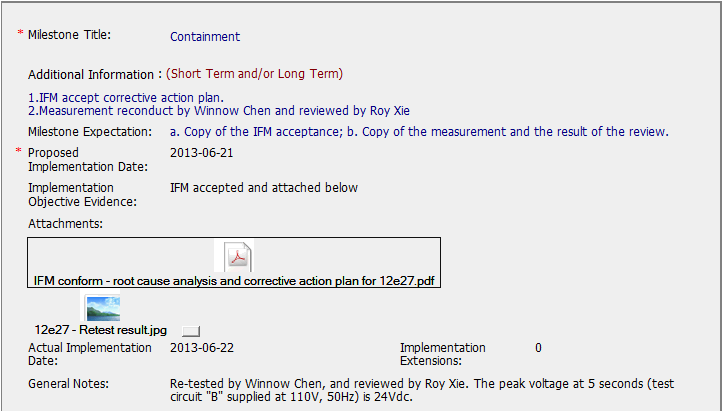 * Milestone Title: Containment
Additional Information : (Short Term and/or Long Term)
1.IFM accept corrective action plan.
2.Measurement reconduct by Winnow Chen and reviewed by Roy Xie
Milestone Expectation: a. Copy of the IFM acceptance; b. Copy of the measurement and the result of the review.
* Proposed 2013-06-21
Implementation Date:
Implementation IFM accepted and attached below
Objective Evidence:
Attachments:
IFM conform - root cause analysis and corrective action plan for 12e27.pdf
12e27 - Retest result.jpg
Actual Implementation 2013-06-22 Implementation 0
Date: Extensions:
General Notes: Re-tested by Winnow Chen, and reviewed by Roy Xie. The peak voltage at 5 seconds (test
circuit "B" supplied at 110V, 50Hz) is 24Vdc.